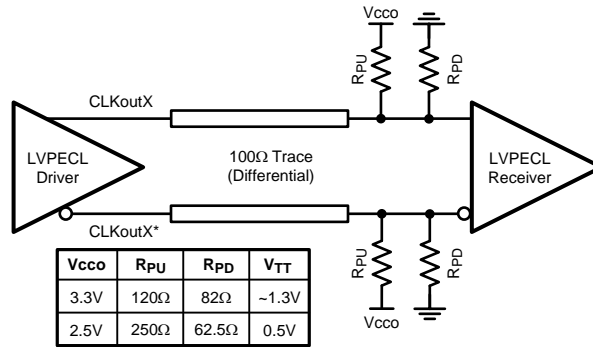 Vcco
RPU
RPD
CLKoutX
LVPECL
Driver
100Ω Trace
(Differential)
LVPECL
Receiver
CLKoutX*
RPU
RPD
Vcco
Vcco RPU RPD VTT
3.3V 120Ω 82Ω ~1.3V
2.5V 250Ω 62.5Ω 0.5V